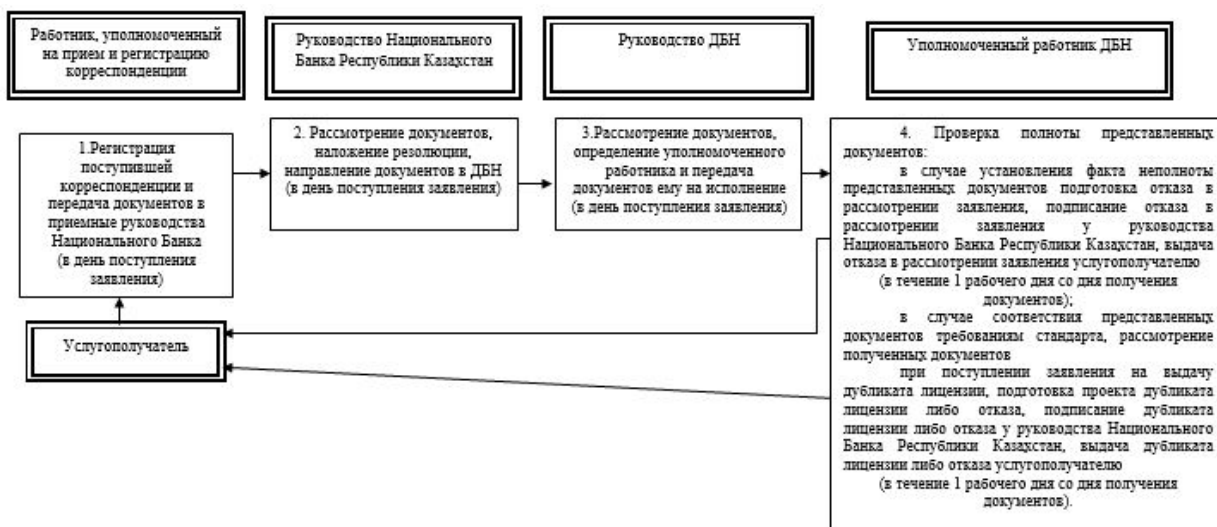 Работник, уполномоченный
на прием и регистрацию
корреспонденции
Руководство Национального
Банка Республики Казахстан
Руководство ДБН
Уполномоченный работник ДБН
1.Регистрация
поступившей
корреспонденции и
передача документов в
приемные руководства
Национального Банка
(в день поступления
заявления)
2. Рассмотрение документов,
наложение резолюции,
направление документов в ДБН
(в день поступления заявления)
3.Рассмотрение документов,
определение уполномоченного
работника и передача
документов ему на исполнение
(в день поступления заявления)
4. Проверка полноты представленных
документов:
в случае установления факта неполноты
представленных документов подготовка отказа в
рассмотрении заявления, подписание отказа в
рассмотрении заявления у руководства
Национального Банка Республики Казахстан, выдача
отказа в рассмотрении заявления услугополучателю
(в течение 1 рабочего дня со дня получения
документов);
в случае соответствия представленных
документов требованиям стандарта, рассмотрение
полученных документов
при поступлении заявления на выдачу
дубликата лицензии, подготовка проекта дубликата
лицензии либо отказа, подписание дубликата
лицензии либо отказа у руководства Национального
Банка Республики Казахстан, выдача дубликата
лицензии либо отказа услугополучателю
(в течение 1 рабочего дня со дня получения
документов).
Услугополучатель